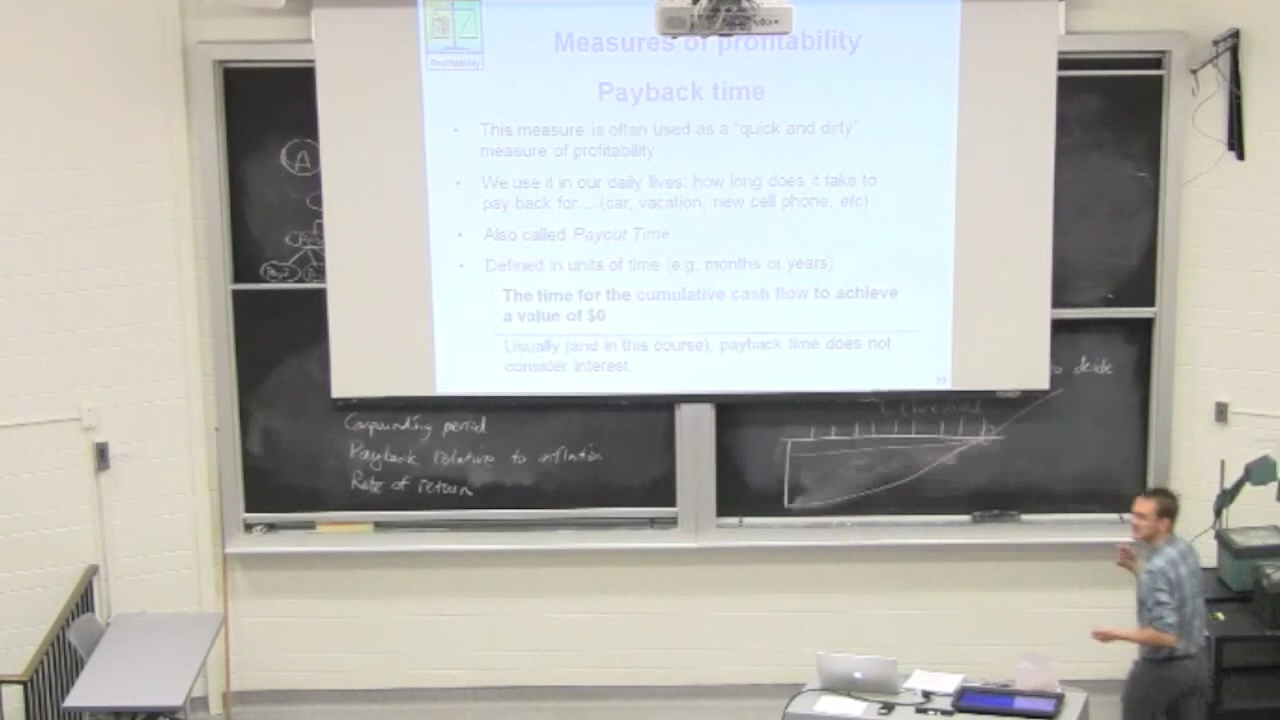 Profitability
Measures of profitability
Payback time
• This measure is often used as a "quick and dirty"
measure of profitability.
• We use it in our daily lives: how long does it take to
pay back for ...(car, vacation, new cell phone, etc)
• Also called Payout Time
• Defined in units of time (e.g. months or years)
The time for the cumulative cash flow to achieve
a value of $0
Usually (and in this course), payback time does not
consider interest.
A
Compounding period
Payback relative to inflation
Rate of return